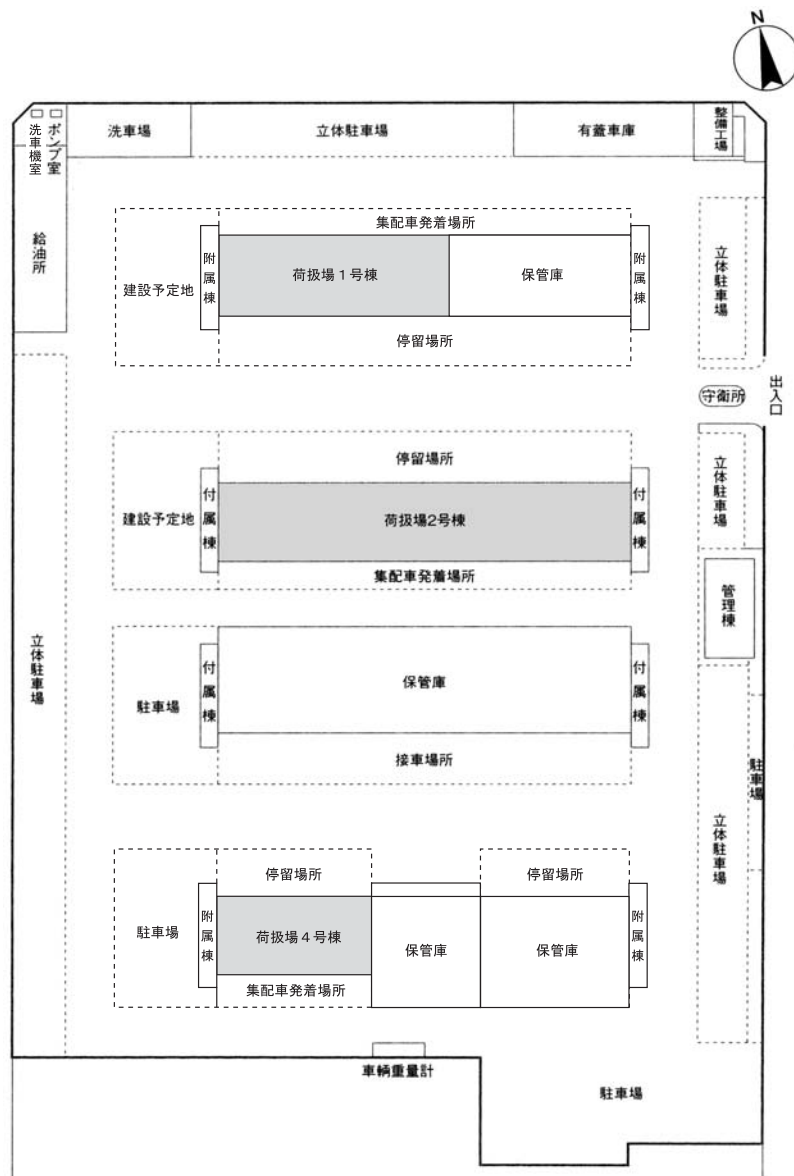 N
ポンプ室
洗車機室
洗車場
立体駐車場
有蓋車庫
整備工場
給油所
集配車発着場所
附属棟
荷扱場1号棟
保管庫
附属棟
建設予定地
停留場所
立体駐車場
守衛所
出入口
停留場所
付属棟
荷扱場2号棟
付属棟
建設予定地
集配車発着場所
立体駐車場
管理棟
立体駐車場
付属棟
保管庫
付属棟
駐車場
接車場所
駐車場
立体駐車場
停留場所
停留場所
駐車場
附属棟
荷扱場4号棟
保管庫
保管庫
附属棟
集配車発着場所
車輌重量計
駐車場